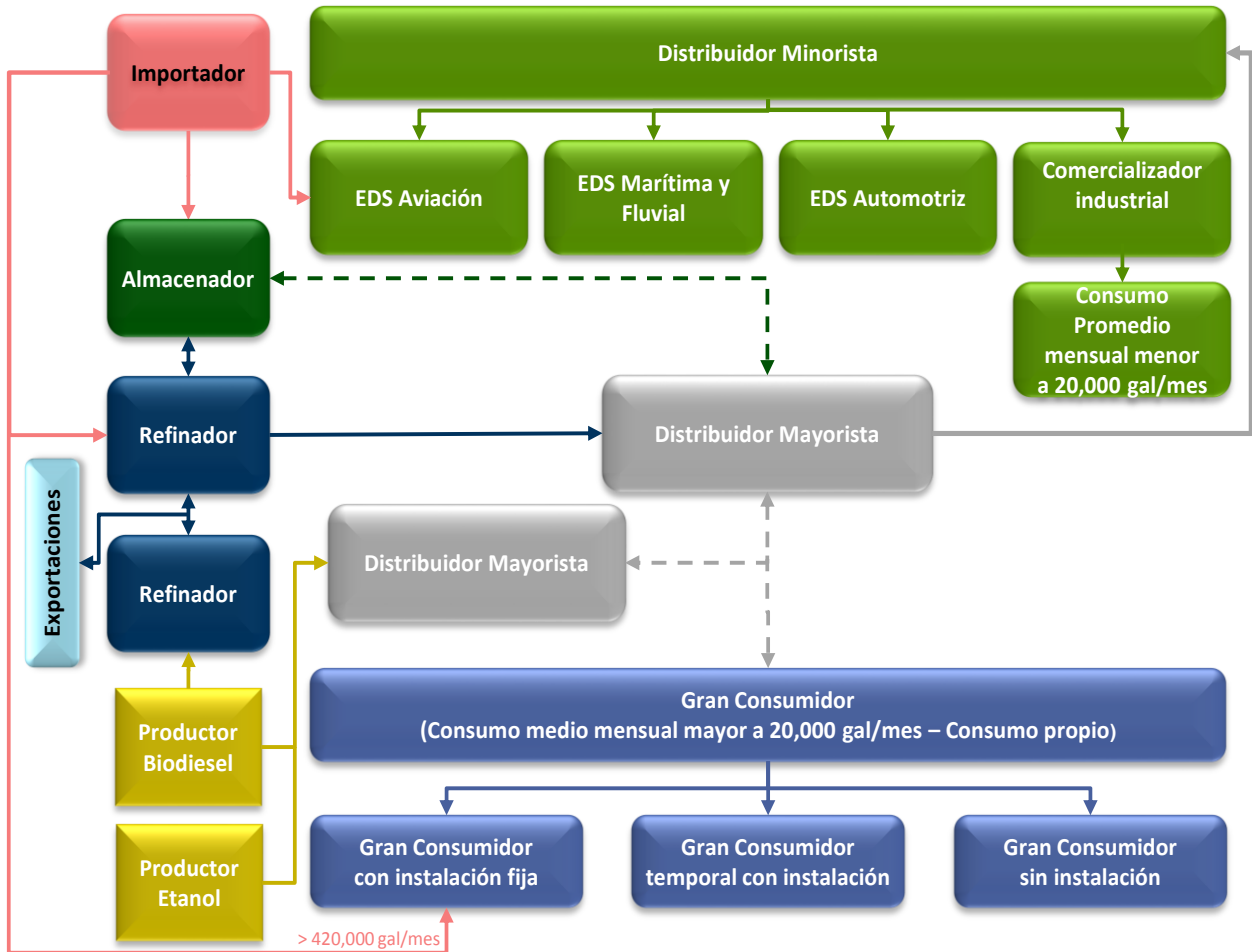 Importador
Distribuidor Minorista
EDS Aviación
EDS Marítima y
Fluvial
EDS Automotriz
Comercializador
industrial
Almacenador
Consumo
Promedio
mensual menor
a 20,000 gal/mes
Refinador
Distribuidor Mayorista
Exportaciones
Refinador
Distribuidor Mayorista
Productor
Biodiesel
Gran Consumidor
(Consumo medio mensual mayor a 20,000 gal/mes – Consumo propio)
Productor
Etanol
Gran Consumidor
con instalación fija
Gran Consumidor
temporal con instalación
Gran Consumidor
sin instalación
> 420,000 gal/mes